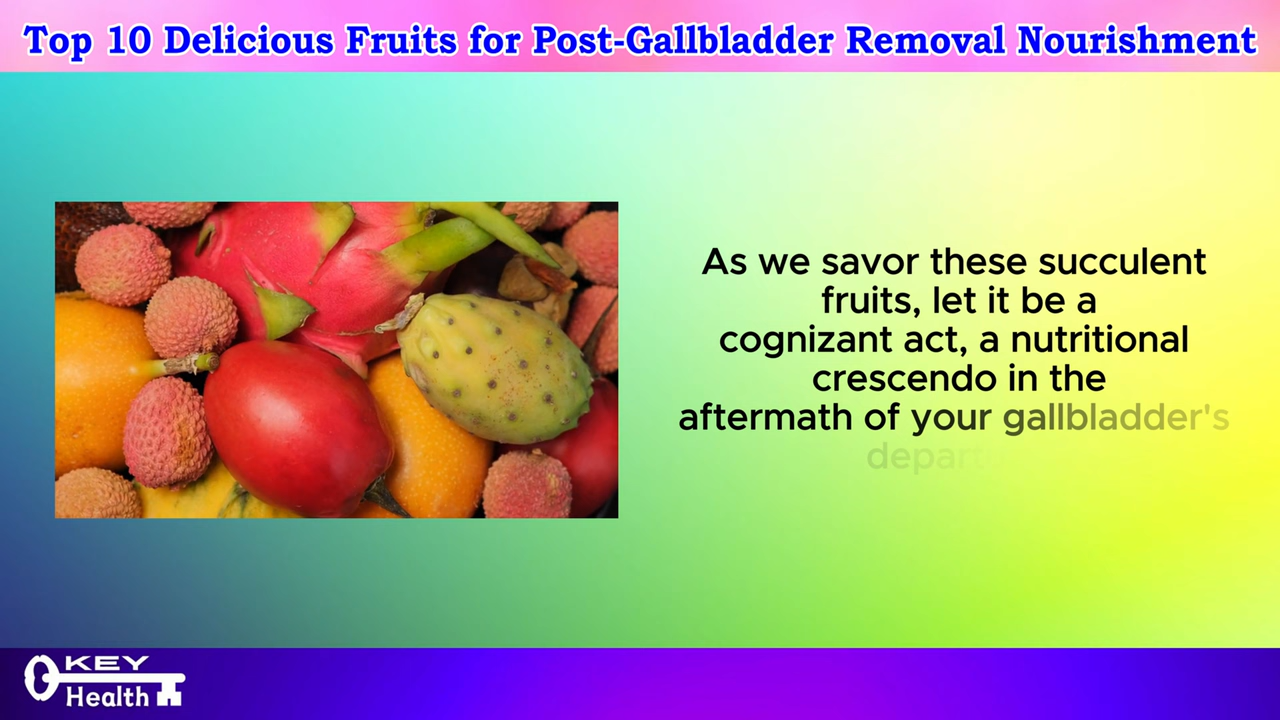 Top 10 Delicious Fruits for Post-Gallbladder Removal Nourishment
As we savor these succulent
fruits, let it be a
cognizant act, a nutritional
crescendo in the
aftermath of your gallbladder's
depart
KEY
Health